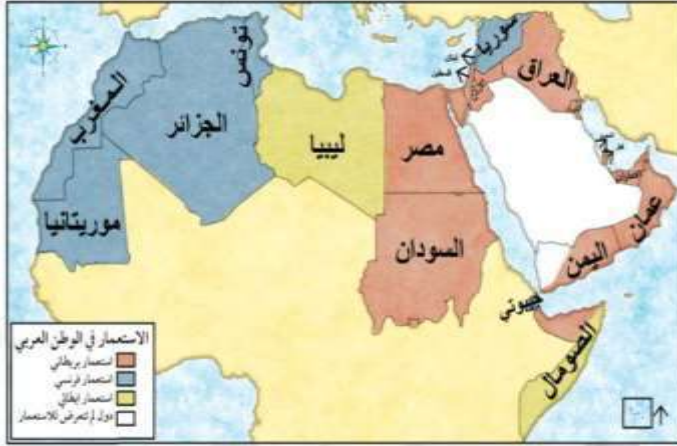 تونس
سوريا
العراق
المغرب
الجزائر
ليبيا
مصر
موريتانيا
السودان
عمان
اليمن
جيبوتي
الصومال
الاستعمار في الوطن العربي
استعمار بريطاني
استعمار فرنسي
استعمار ايطالي
دول لم تتعرض للاستعمار